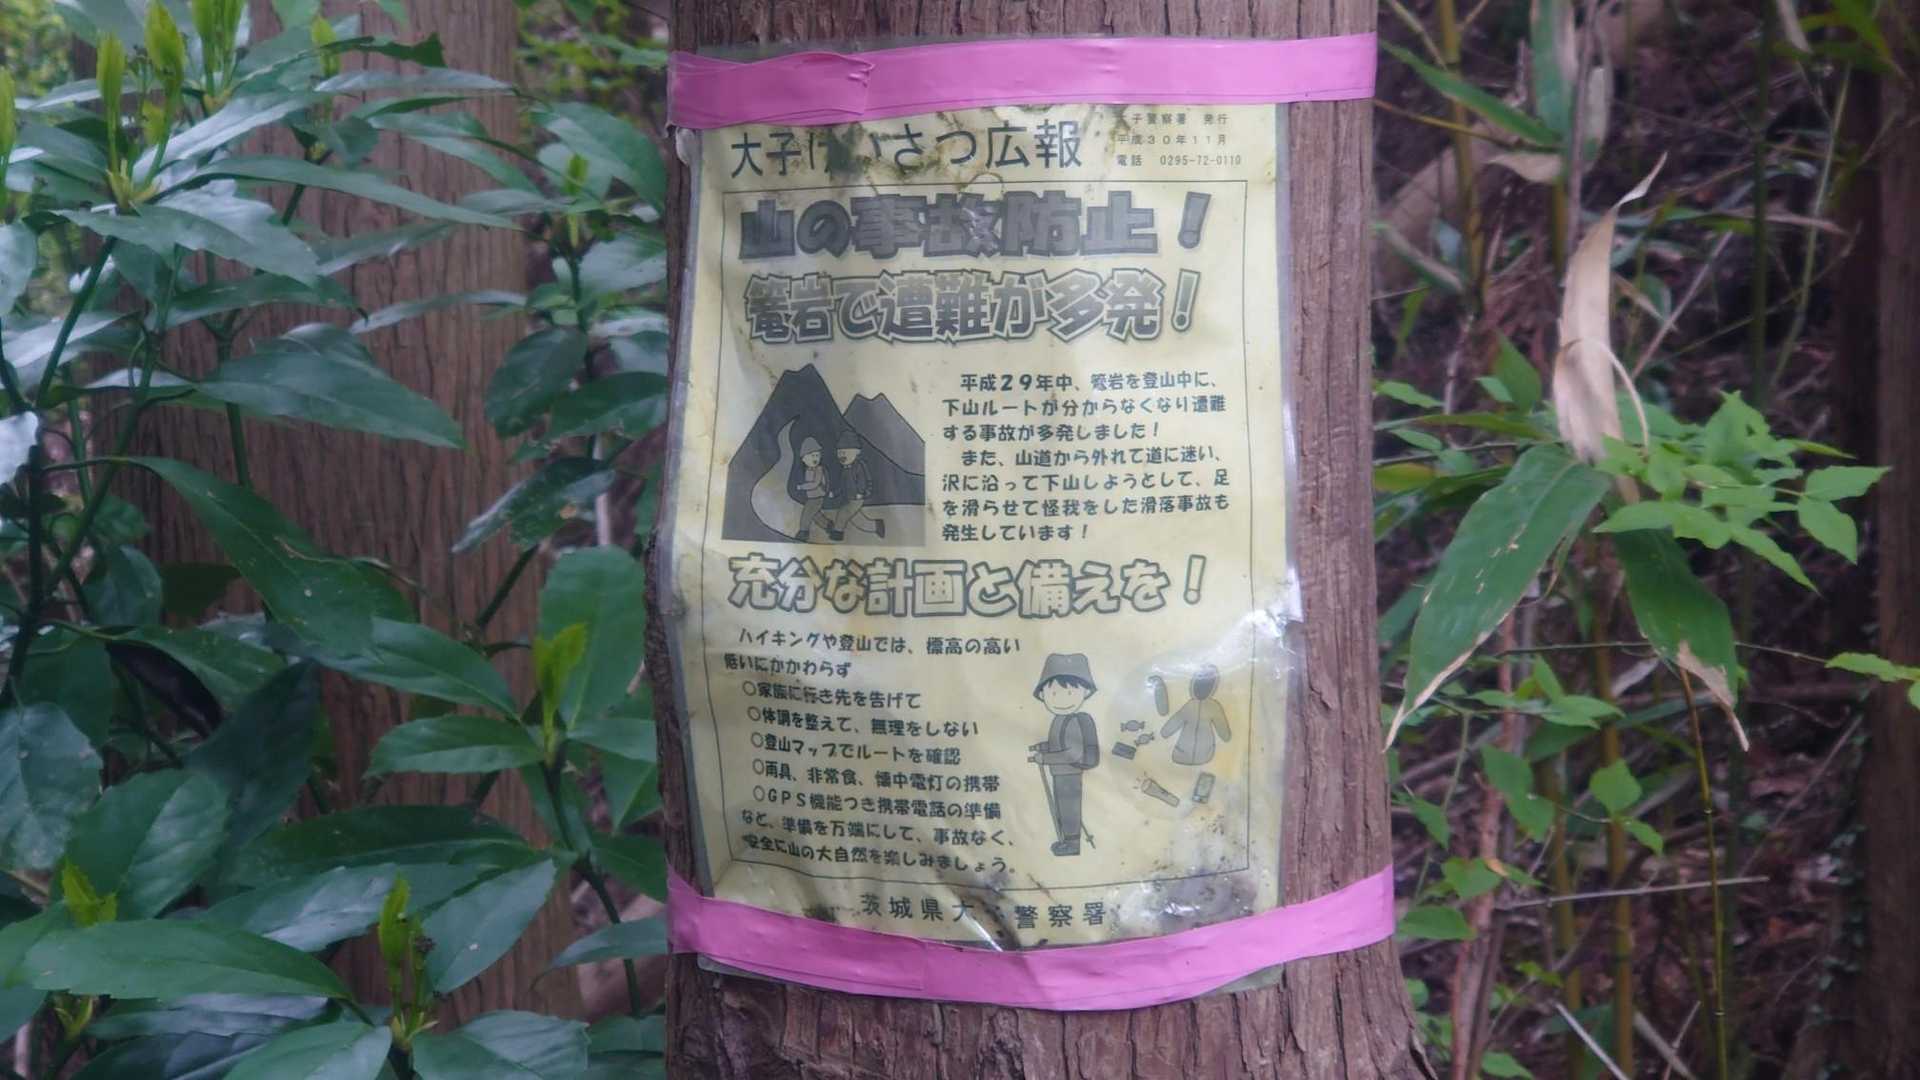 大子けいさつ広報
大子警察署 発行
平成30年11月
電話 0295-72-0110
山の事故防止！
篭岩で遭難が多発！
平成29年中、篭岩を登山中に、
下山ルートが分からなくなり遭難
する事故が多発しました！
また、山道から外れて道に迷い、
沢に沿って下山しようとして、足
を滑らせて怪我をした滑落事故も
発生しています！
充分な計画と備えを！
ハイキングや登山では、標高の高い
低いにかかわらず
○家族に行き先を告げて
○体調を整えて、無理をしない
○登山マップでルートを確認
○雨具、非常食、懐中電灯の携帯
○GPS機能つき携帯電話の準備
など、準備を万端にして、事故なく、
安全に山の大自然を楽しみましょう。
茨城県大子警察署